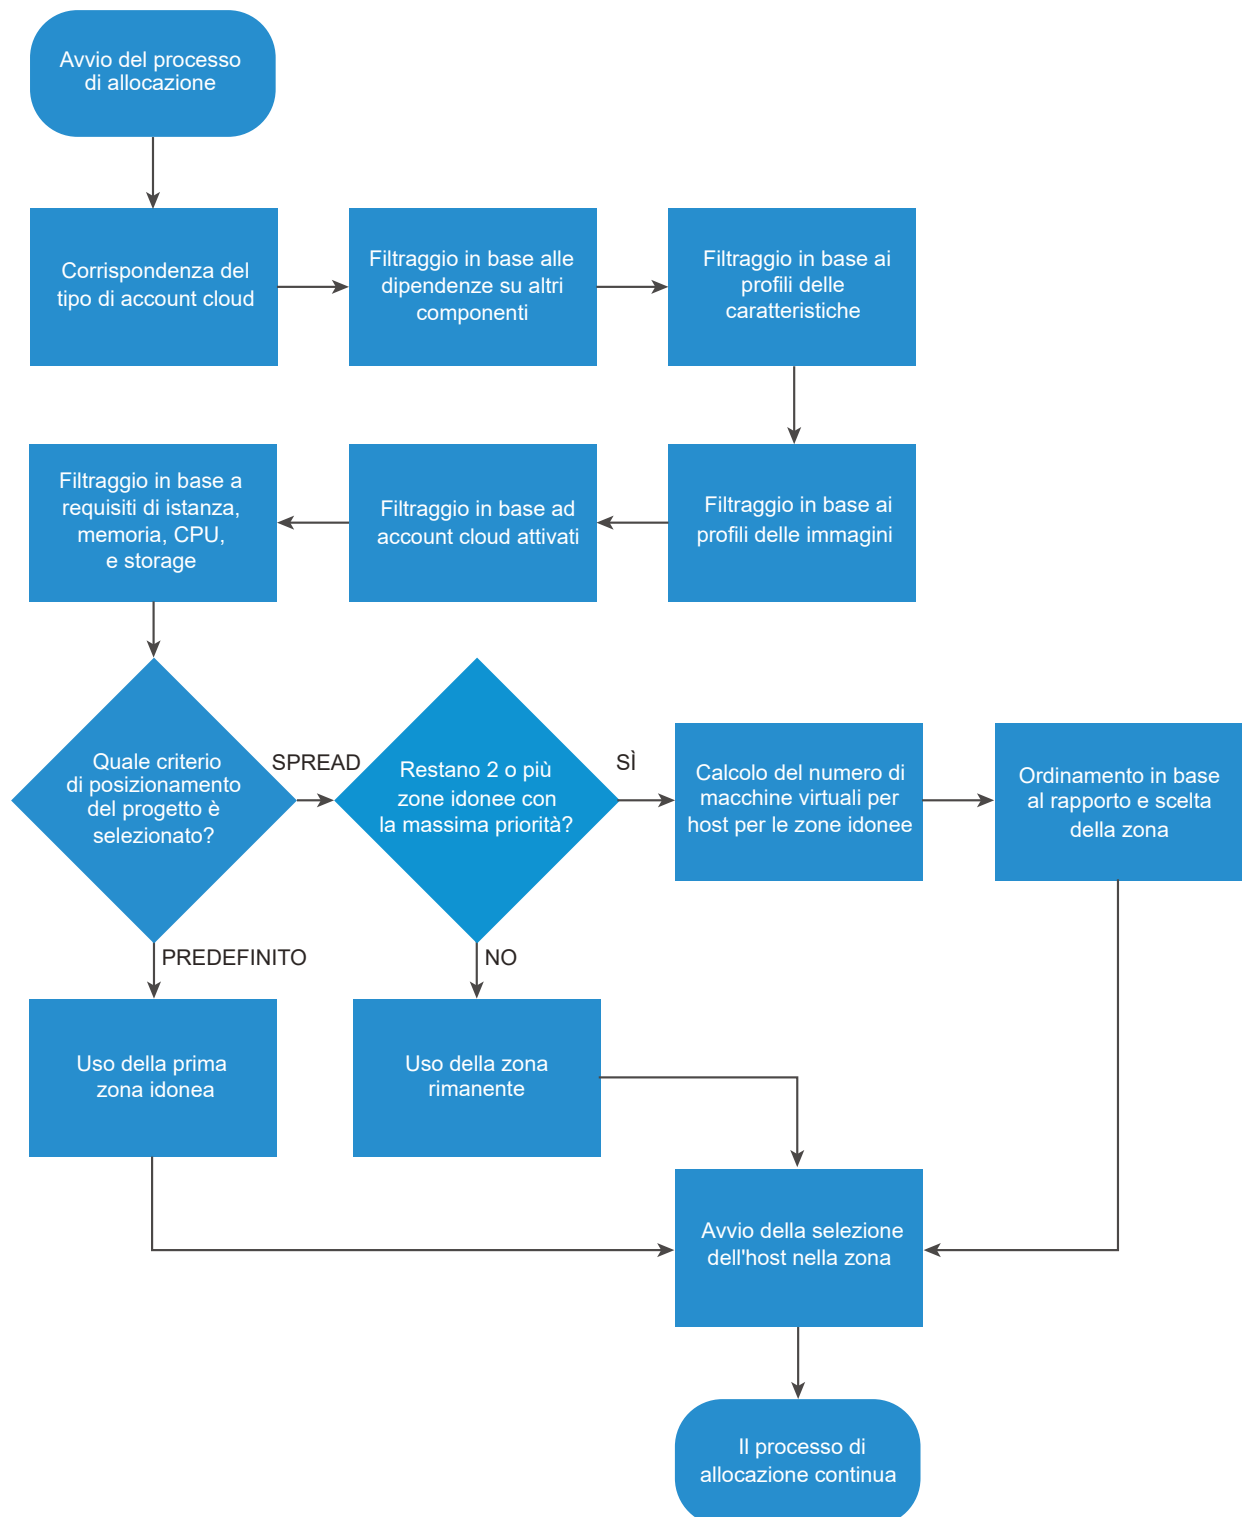 Avvio del processo
di allocazione
Corrispondenza del
tipo di account cloud
Filtraggio in base alle
dipendenze su altri
componenti
Filtraggio in base ai
profili delle
caratteristiche
Filtraggio in base a
requisiti di istanza,
memoria, CPU,
e storage
Filtraggio in base ad
account cloud attivati
Filtraggio in base ai
profili delle immagini
Quale criterio
di posizionamento
del progetto è
selezionato?
SPREAD
Restano 2 o più
zone idonee con
la massima priorità?
SÌ
Calcolo del numero di
macchine virtuali per
host per le zone idonee
Ordinamento in base
al rapporto e scelta
della zona
PREDEFINITO
NO
Uso della prima
zona idonea
Uso della zona
rimanente
Avvio della selezione
dell'host nella zona
Il processo di
allocazione continua